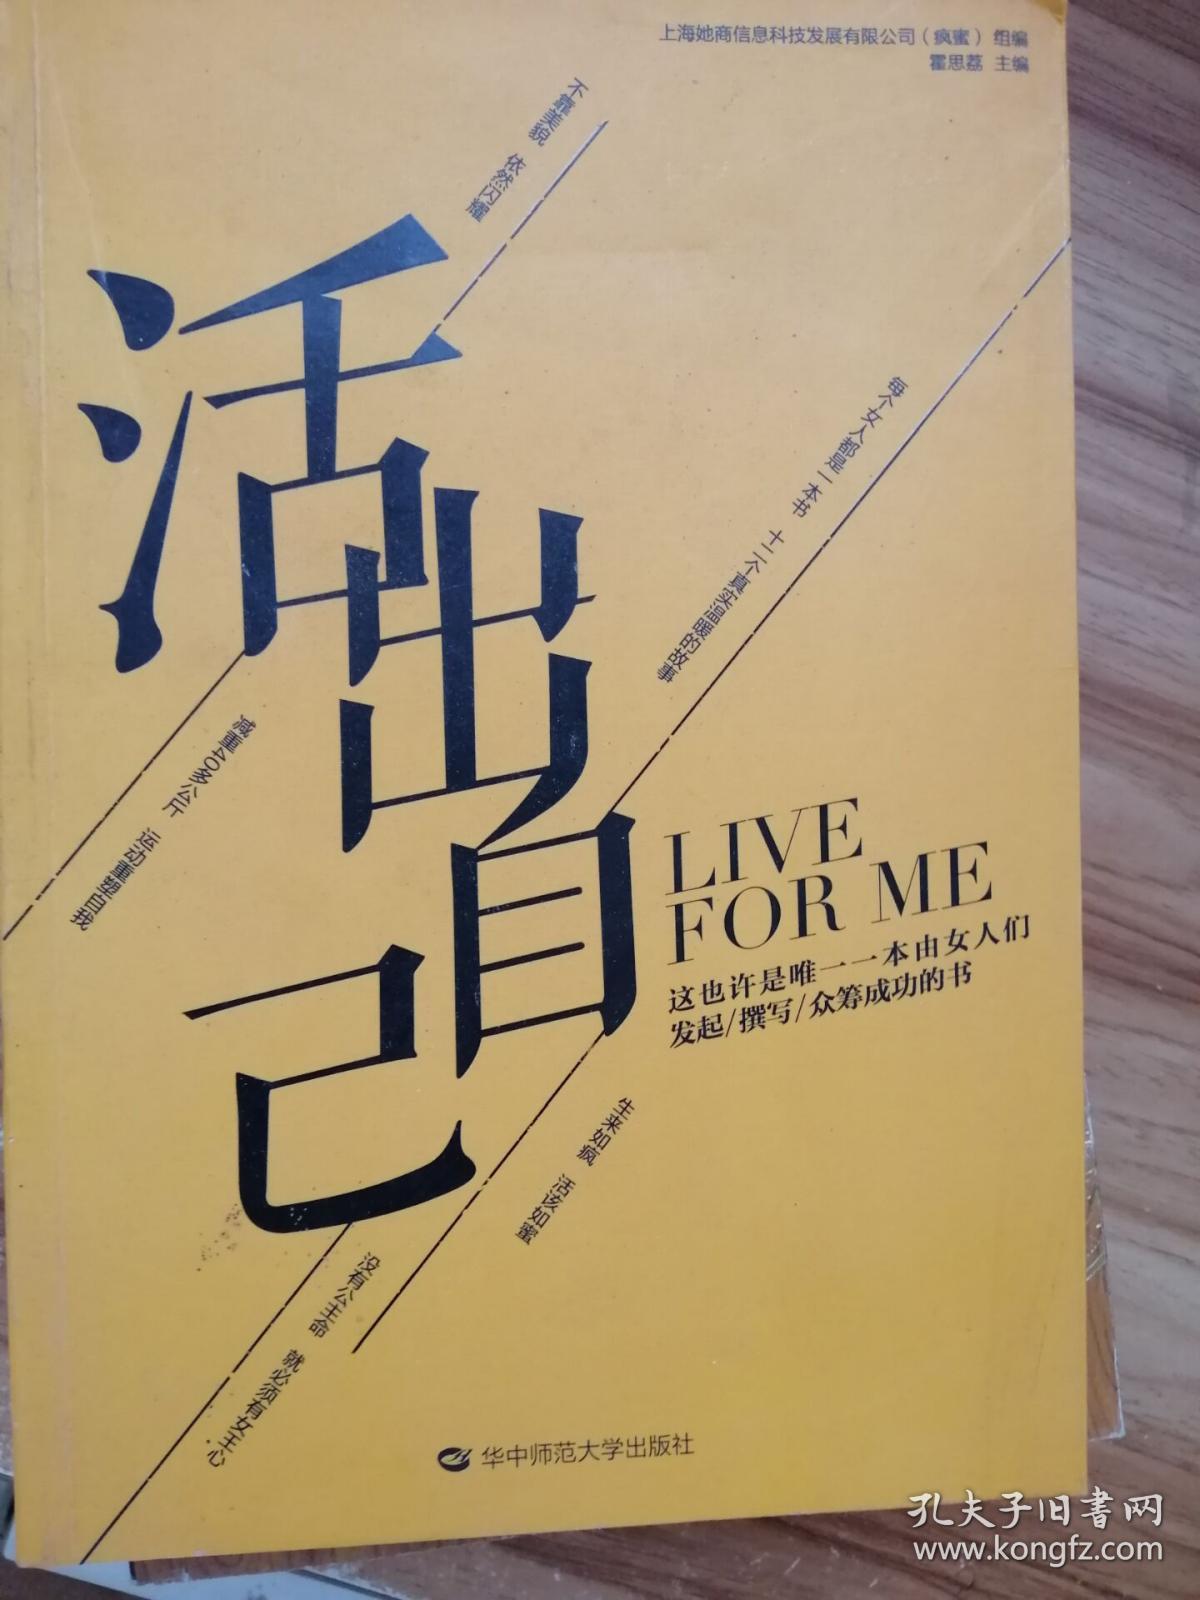 上海她商信息科技发展有限公司（疯蜜） 组编
霍思荔 主编
不靠美貌 依然闪耀
活出自己
每个女人都是一本书 十二个真实温暖的故事
减重40多公斤 运动重塑自我
LIVE
FOR ME
这也许是唯一一本由女人们
发起/撰写/众筹成功的书
生来如疯 活该如蜜
没有公主命 就必须有女王心
华中师范大学出版社
孔夫子旧书网
www.kongfz.com